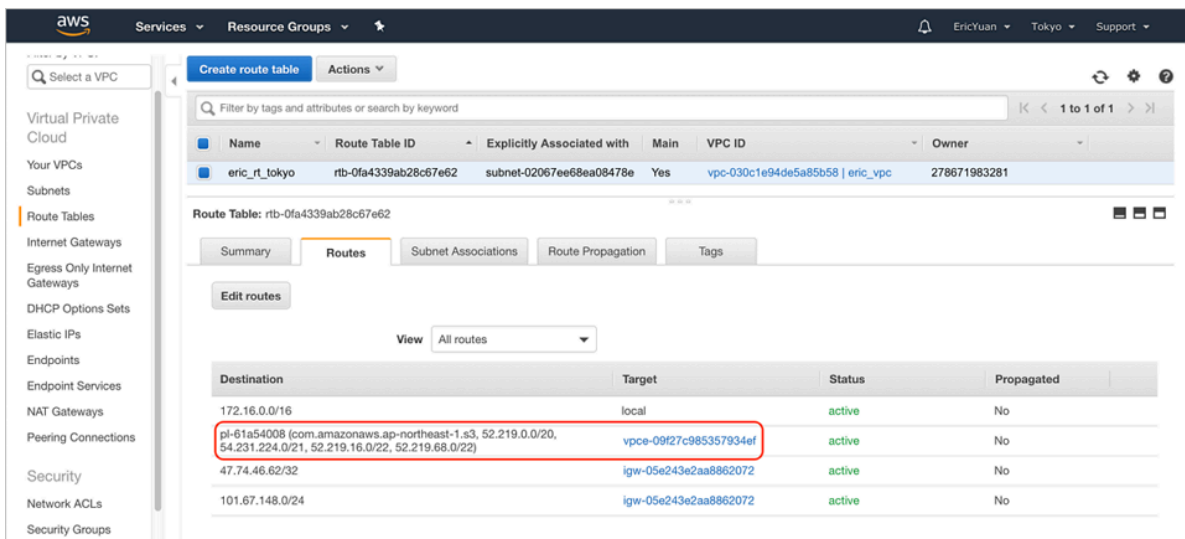 aws
Services
Resource Groups
EricYuan
Tokyo
Support
Select a VPC
Create route table
Actions
Filter by tags and attributes or search by keyword
1 to 1 of 1
Virtual Private
Cloud
Your VPCs
Subnets
Route Tables
Internet Gateways
Egress Only Internet
Gateways
DHCP Options Sets
Elastic IPs
Endpoints
Endpoint Services
NAT Gateways
Peering Connections
Security
Network ACLs
Security Groups
Name Route Table ID Explicitly Associated with Main VPC ID Owner
eric_rt_tokyo rtb-0fa4339ab28c67e62 subnet-02067ee68ea08478e Yes vpc-030c1e94de5a85b58 | eric_vpc 278671983281
Route Table: rtb-0fa4339ab28c67e62
Summary Routes Subnet Associations Route Propagation Tags
Edit routes
View All routes
Destination Target Status Propagated
172.16.0.0/16 local active No
pl-61a54008 (com.amazonaws.ap-northeast-1.s3, 52.219.0.0/20,
54.231.224.0/21, 52.219.16.0/22, 52.219.68.0/22) vpce-09f27c985357934ef active No
47.74.46.62/32 igw-05e243e2aa8862072 active No
101.67.148.0/24 igw-05e243e2aa8862072 active No